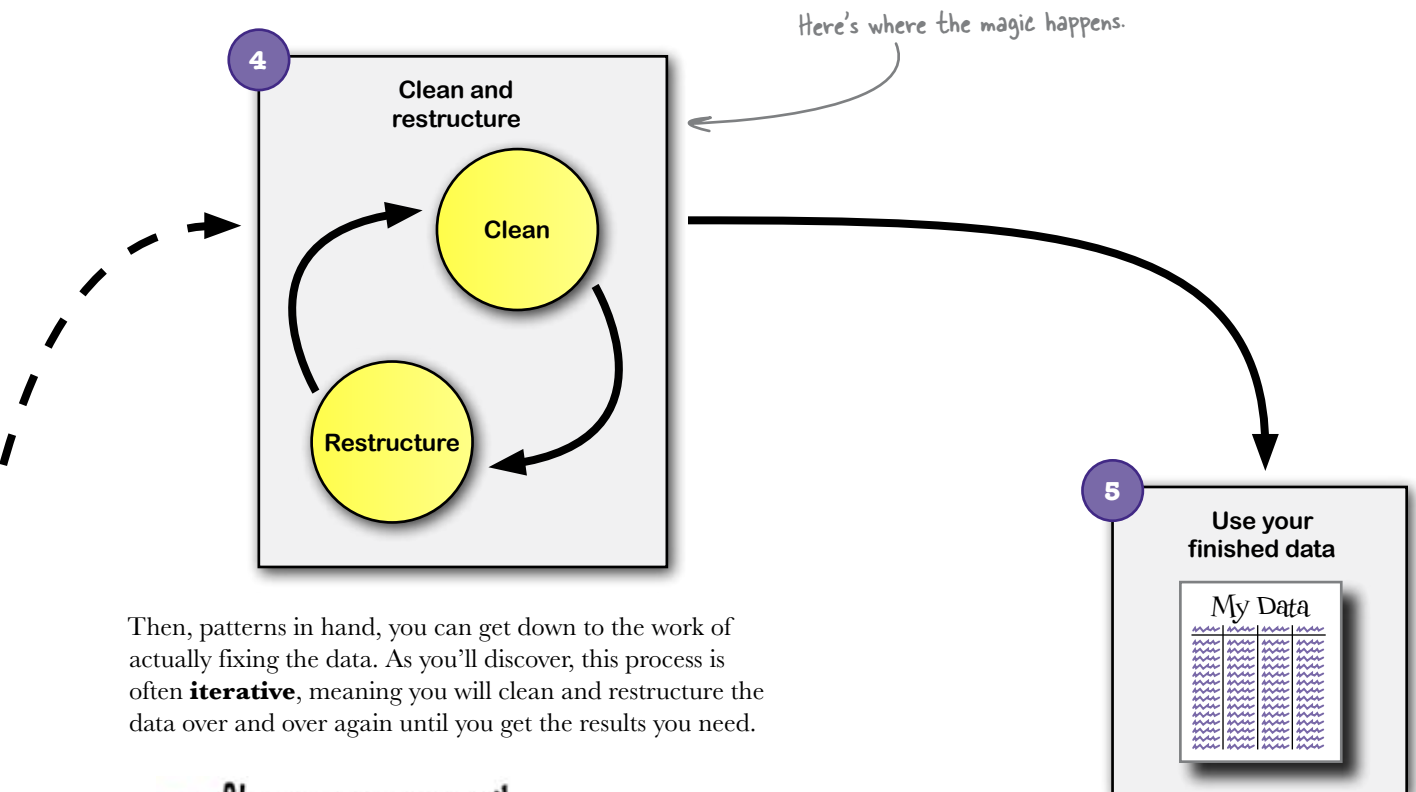 Here's where the magic happens.
4
Clean and
restructure
Clean
Restructure
5
Use your
finished data
My Data
Then, patterns in hand, you can get down to the work of
actually fixing the data. As you'll discover, this process is
often iterative, meaning you will clean and restructure the
data over and over again until you get the results you need.